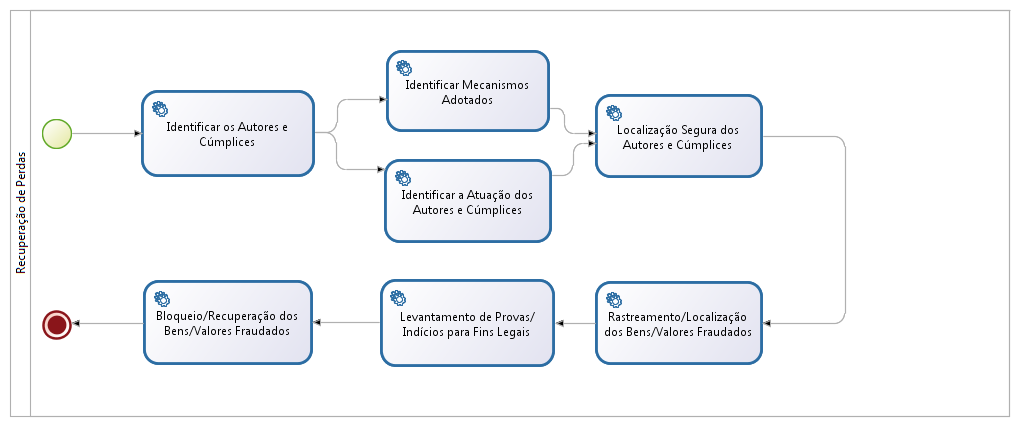 Recuperação de Perdas
Identificar os Autores e
Cúmplices
Identificar Mecanismos
Adotados
Identificar a Atuação dos
Autores e Cúmplices
Localização Segura dos
Autores e Cúmplices
Rastreamento/Localização
dos Bens/Valores Fraudados
Levantamento de Provas/
Indícios para Fins Legais
Bloqueio/Recuperação dos
Bens/Valores Fraudados